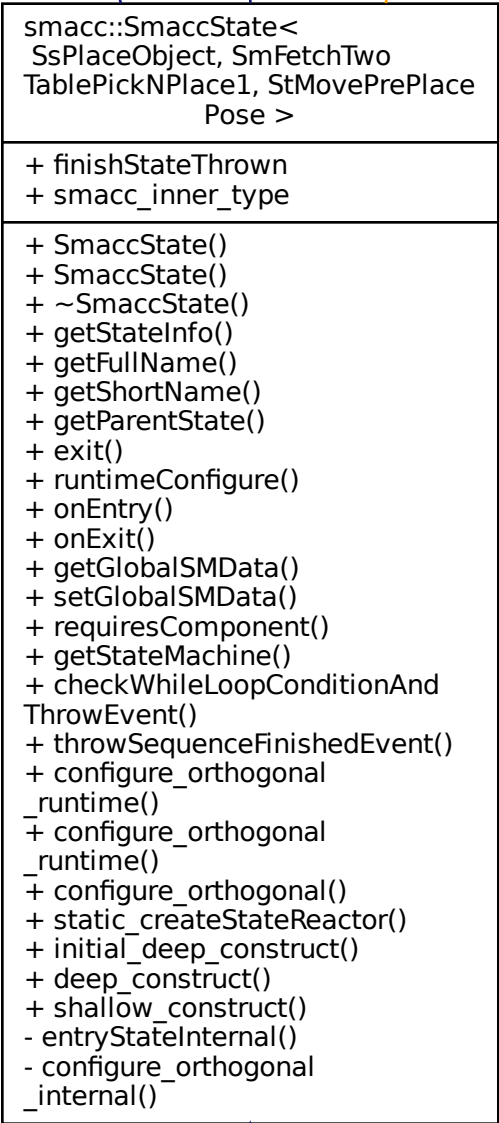 smacc::SmaccState<
SsPlaceObject, SmFetchTwo
TablePickNPlace1, StMovePrePlace
Pose >
+ finishStateThrown
+ smacc_inner_type
+ SmaccState()
+ SmaccState()
+ ~SmaccState()
+ getStateInfo()
+ getFullName()
+ getShortName()
+ getParentState()
+ exit()
+ runtimeConfigure()
+ onEntry()
+ onExit()
+ getGlobalSMData()
+ setGlobalSMData()
+ requiresComponent()
+ getStateMachine()
+ checkWhileLoopConditionAnd
ThrowEvent()
+ throwSequenceFinishedEvent()
+ configure_orthogonal
_runtime()
+ configure_orthogonal
_runtime()
+ configure_orthogonal()
+ static_createStateReactor()
+ initial_deep_construct()
+ deep_construct()
+ shallow_construct()
- entryStateInternal()
- configure_orthogonal
_internal()